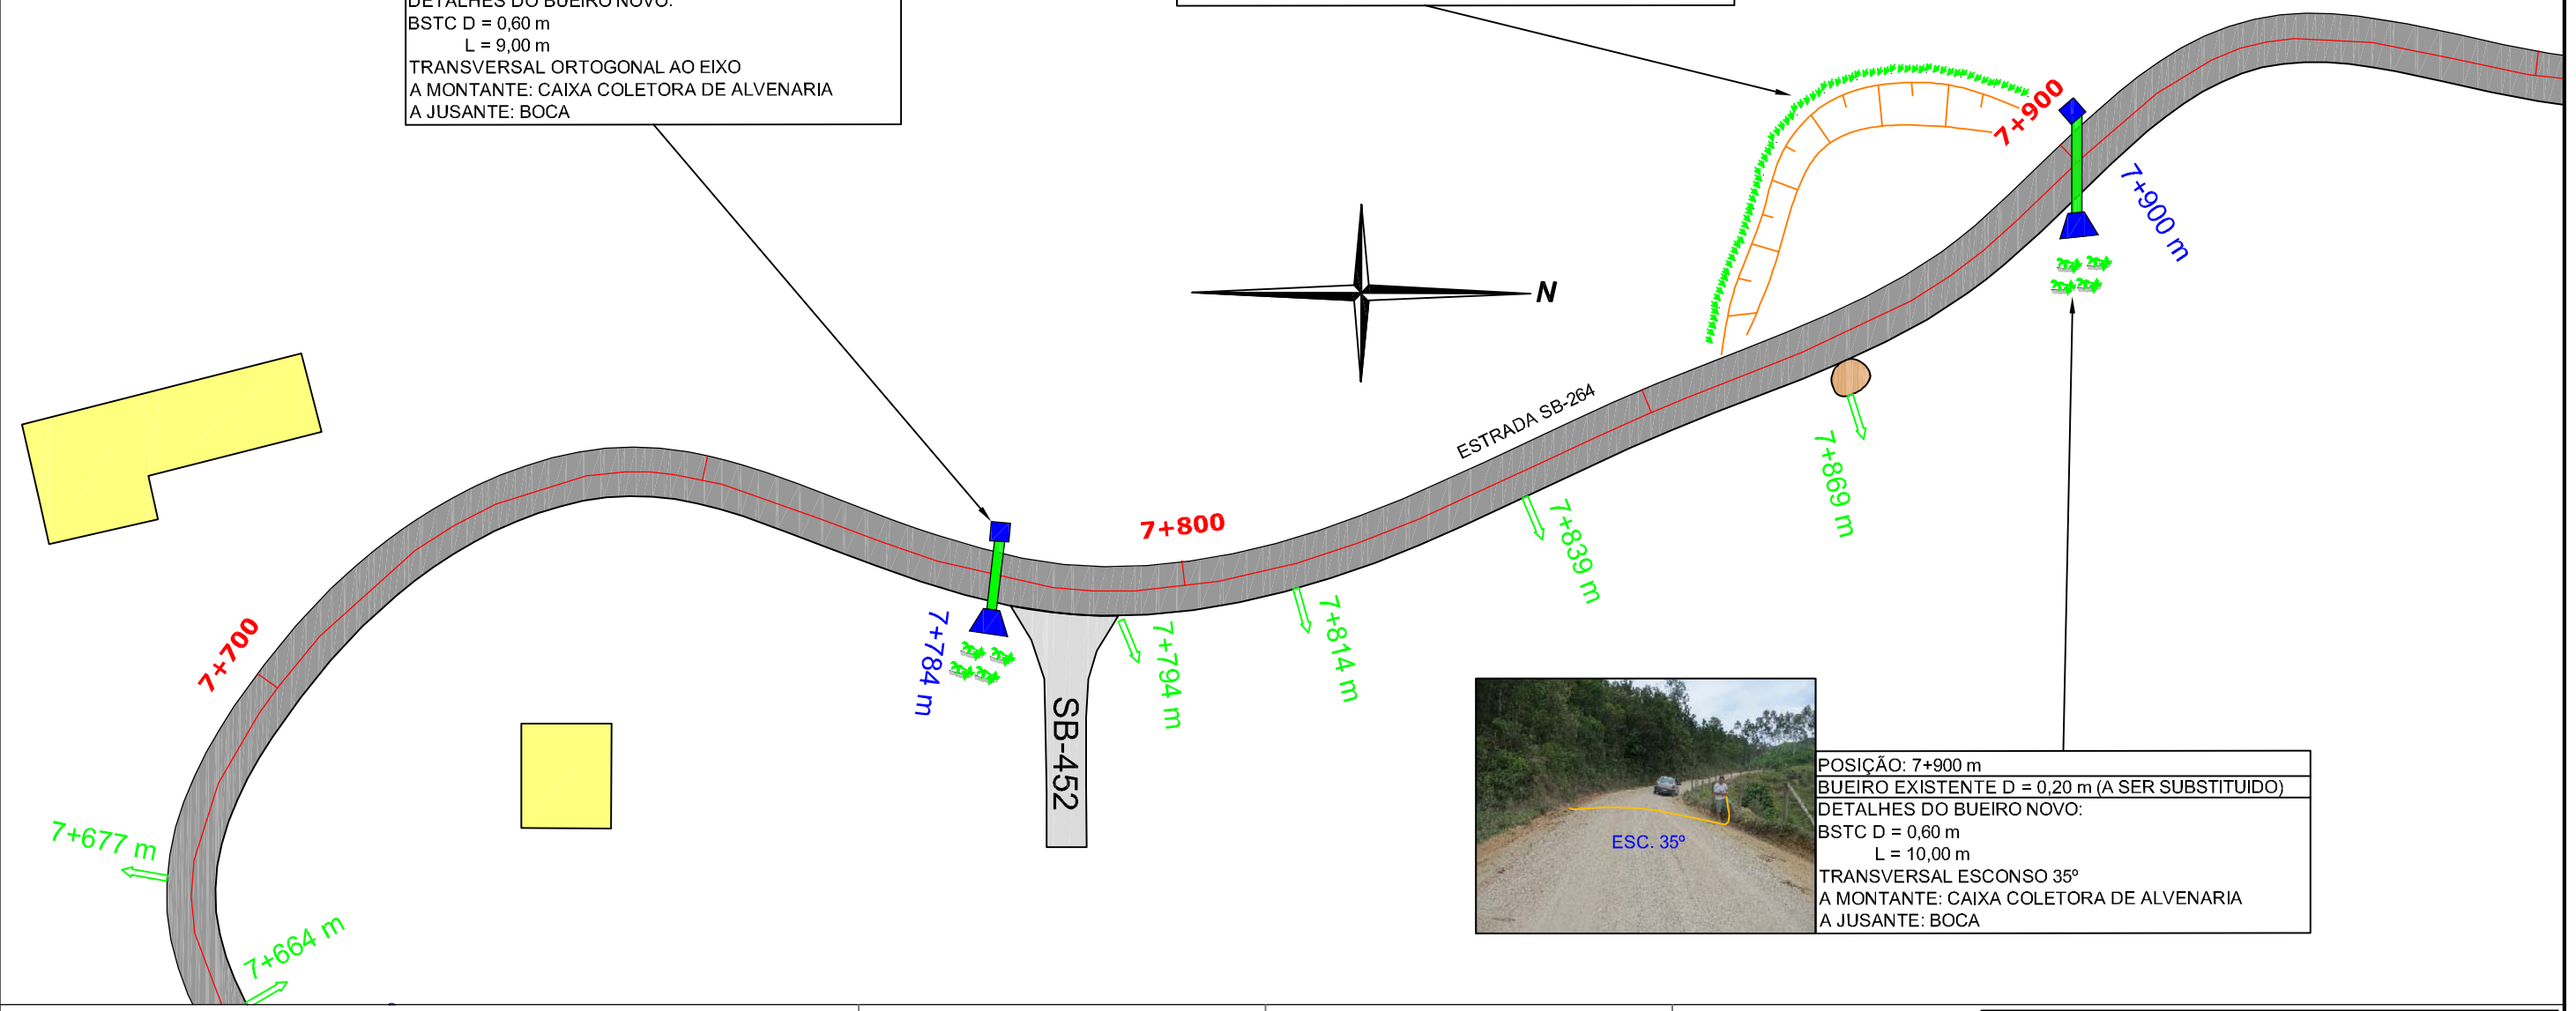 DETALHES DO BUEIRO NOVO:
BSTC D = 0,60 m
L = 9,00 m
TRANSVERSAL ORTOGONAL AO EIXO
A MONTANTE: CAIXA COLETORA DE ALVENARIA
A JUSANTE: BOCA
7+900
7+900 m
N
ESTRADA SB-264
7+869 m
7+839 m
7+800
7+814 m
7+794 m
7+784 m
SB-452
7+700
7+677 m
7+664 m
ESC. 35º
POSIÇÃO: 7+900 m
BUEIRO EXISTENTE D = 0,20 m (A SER SUBSTITUIDO)
DETALHES DO BUEIRO NOVO:
BSTC D = 0,60 m
L = 10,00 m
TRANSVERSAL ESCONSO 35º
A MONTANTE: CAIXA COLETORA DE ALVENARIA
A JUSANTE: BOCA